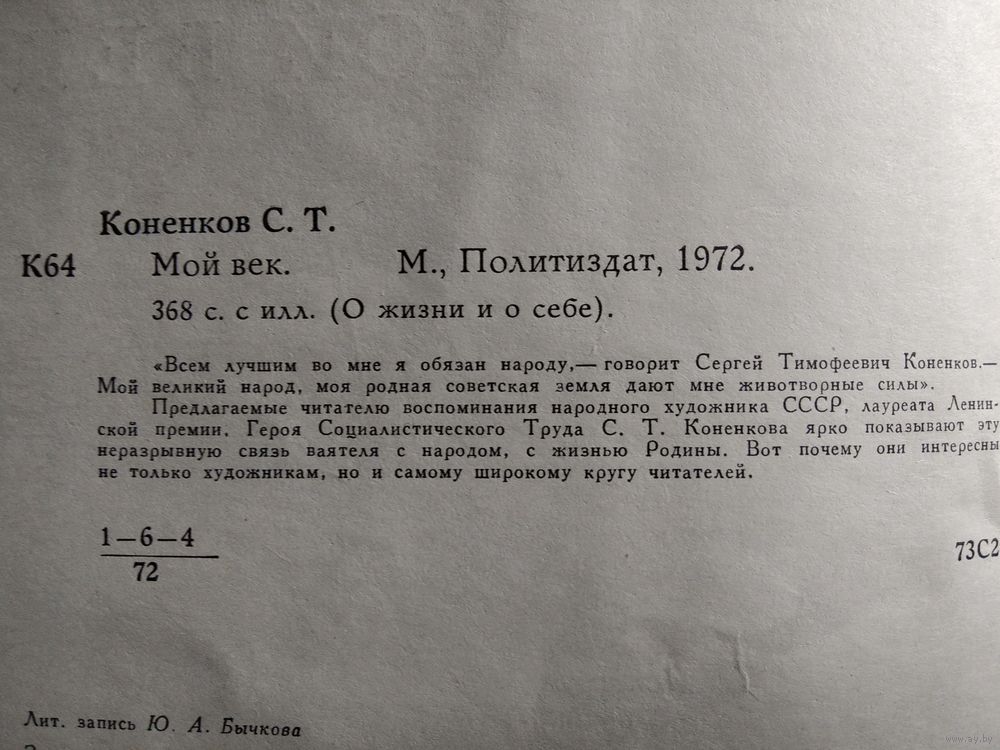 Коненков С. Т.
К64 Мой век. М., Политиздат, 1972.
368 с. с илл. (О жизни и о себе).
«Всем лучшим во мне я обязан народу,— говорит Сергей Тимофеевич Коненков.—
Мой великий народ, моя родная советская земля дают мне животворные силы».
Предлагаемые читателю воспоминания народного художника СССР, лауреата Ленин-
ской премии, Героя Социалистического Труда С. Т. Коненкова ярко показывают эту
неразрывную связь ваятеля с народом, с жизнью Родины. Вот почему они интересны
не только художникам, но и самому широкому кругу читателей.
1—6—4
72
73С2
Лит. запись Ю. А. Бычкова
www.ay.by